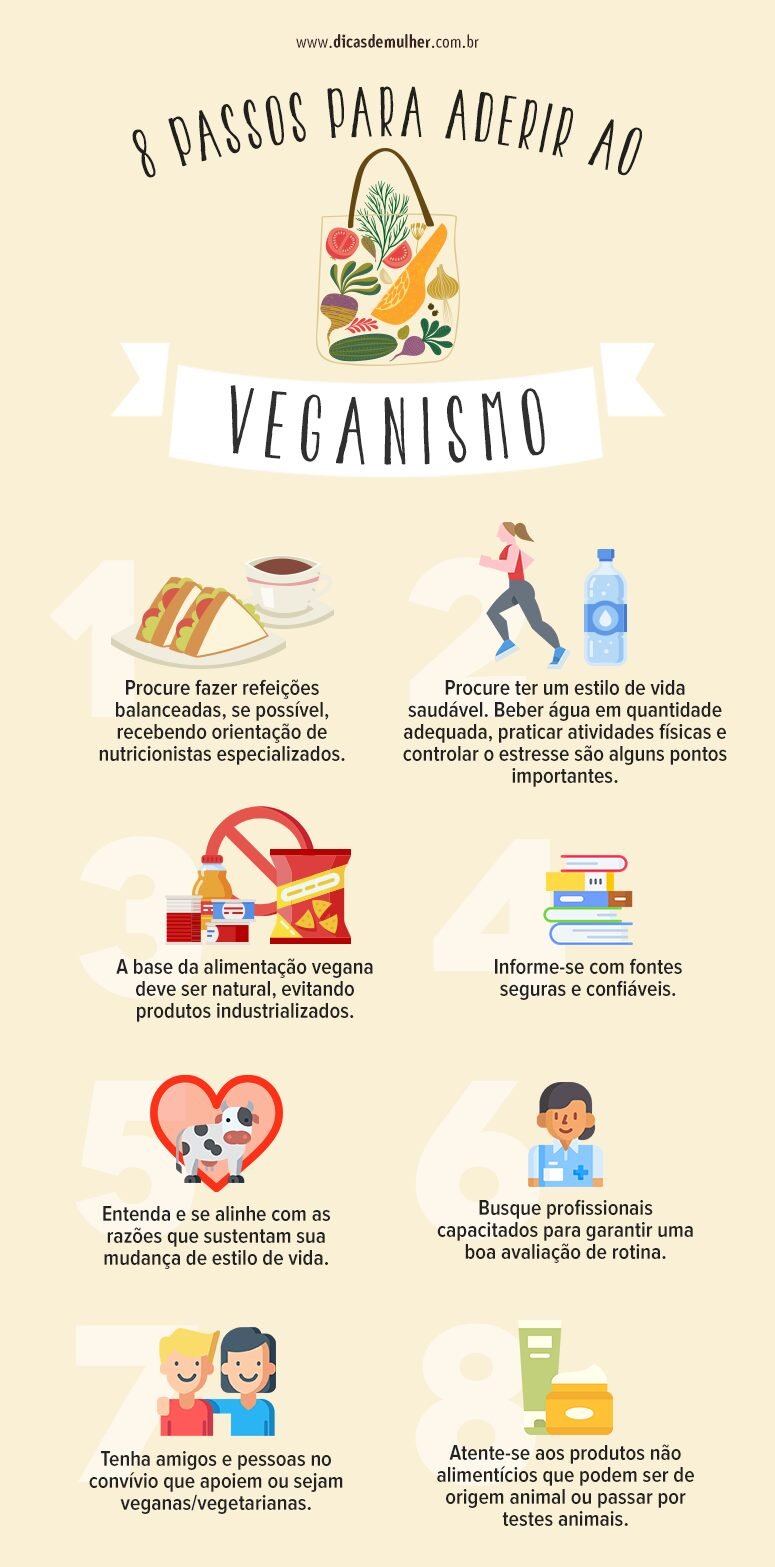 www.dicasdemulher.com.br
8 PASSOS PARA ADERIR AO
VEGANISMO
1
Procure fazer refeições
balanceadas, se possível,
recebendo orientação de
nutricionistas especializados.
2
Procure ter um estilo de vida
saudável. Beber água em quantidade
adequada, praticar atividades físicas e
controlar o estresse são alguns pontos
importantes.
3
A base da alimentação vegana
deve ser natural, evitando
produtos industrializados.
4
Informe-se com fontes
seguras e confiáveis.
5
Entenda e se alinhe com as
razões que sustentam sua
mudança de estilo de vida.
6
Busque profissionais
capacitados para garantir uma
boa avaliação de rotina.
7
Tenha amigos e pessoas no
convívio que apoiem ou sejam
veganas/vegetarianas.
8
Atente-se aos produtos não
alimentícios que podem ser de
origem animal ou passar por
testes animais.